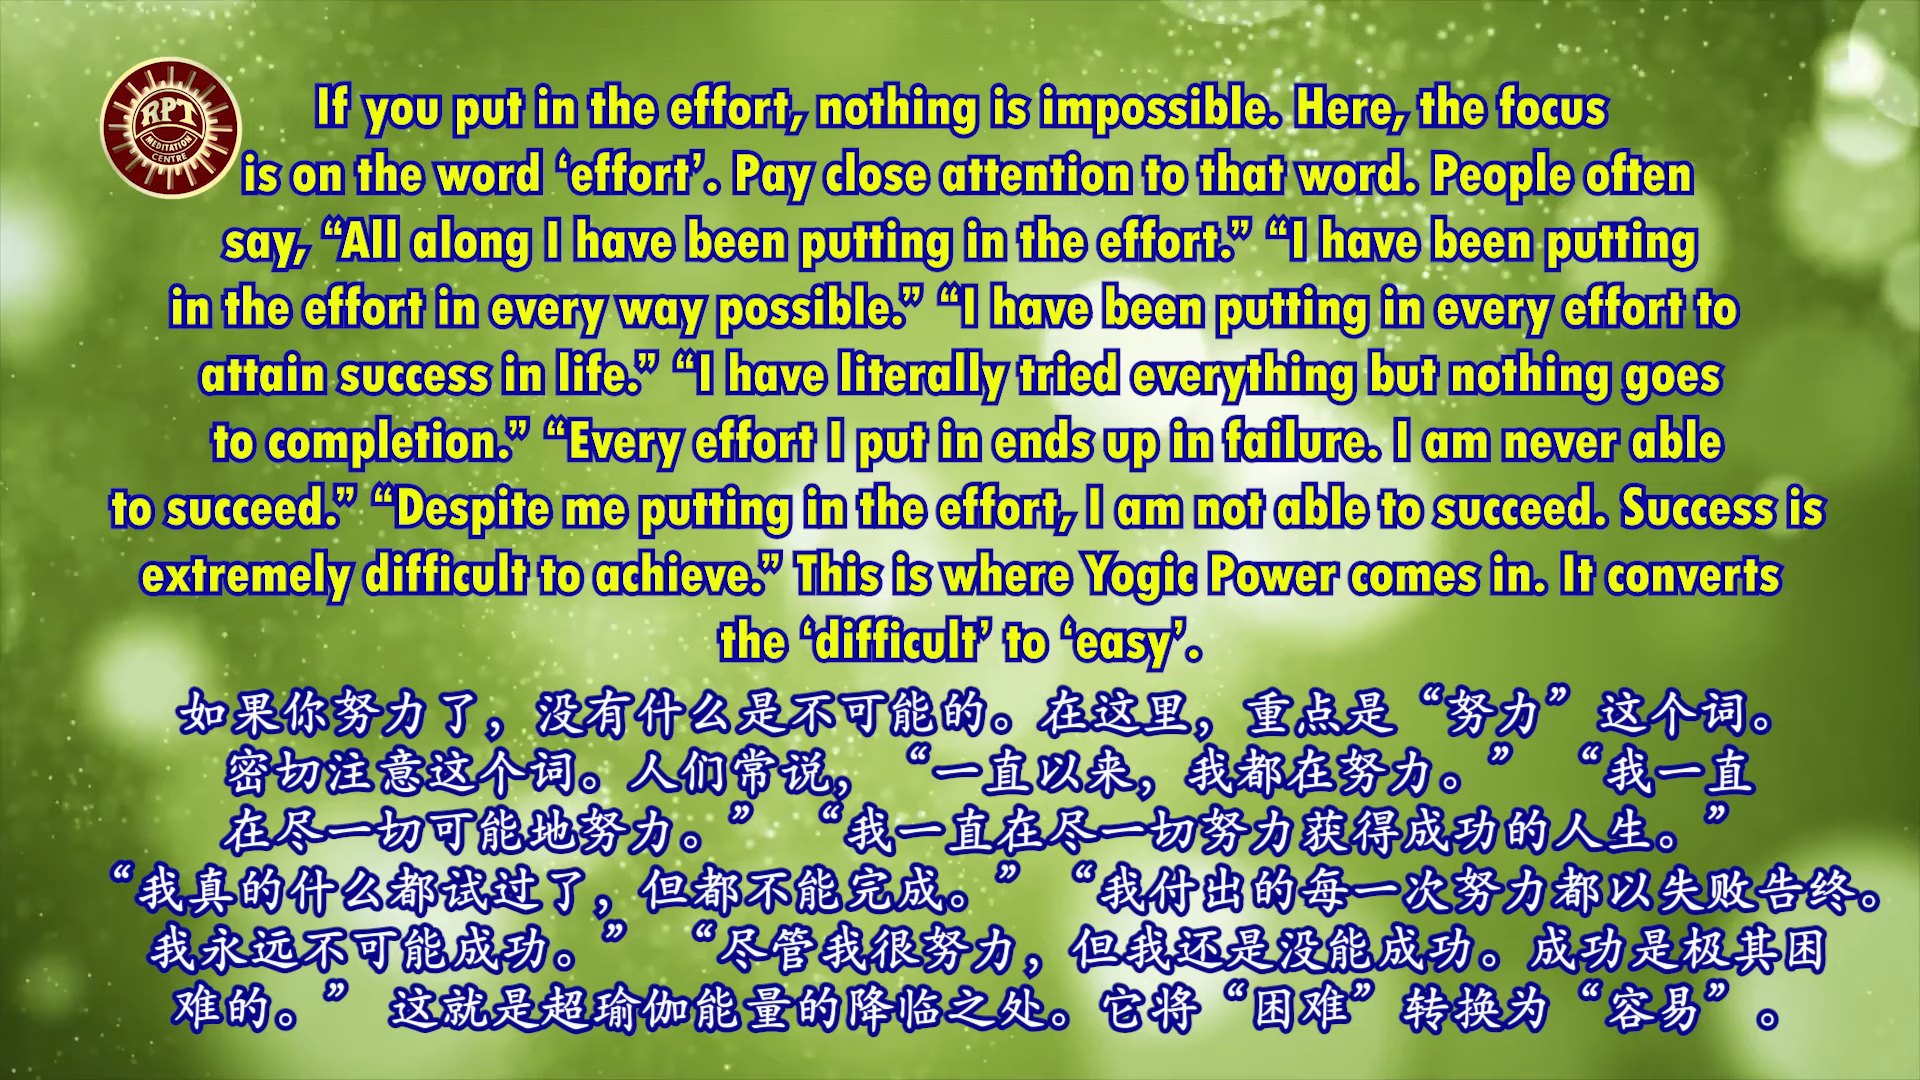 RPT
MEDITATION
CENTRE
If you put in the effort, nothing is impossible. Here, the focus
is on the word ‘effort’. Pay close attention to that word. People often
say, “All along I have been putting in the effort.” “I have been putting
in the effort in every way possible.” “I have been putting in every effort to
attain success in life.” “I have literally tried everything but nothing goes
to completion.” “Every effort I put in ends up in failure. I am never able
to succeed.” “Despite me putting in the effort, I am not able to succeed. Success is
extremely difficult to achieve.” This is where Yogic Power comes in. It converts
the ‘difficult’ to ‘easy’.
如果你努力了，没有什么是不可能的。在这里，重点是“努力”这个词。
密切注意这个词。人们常说，“一直以来，我都在努力。” “我一直
在尽一切可能地努力。” “我一直在尽一切努力获得成功的人生。”
“我真的什么都试过了，但都不能完成。” “我付出的每一次努力都以失败告终。
我永远不可能成功。” “尽管我很努力，但我还是没能成功。成功是极其困
难的。” 这就是超瑜伽能量的降临之处。它将“困难”转换为“容易”。